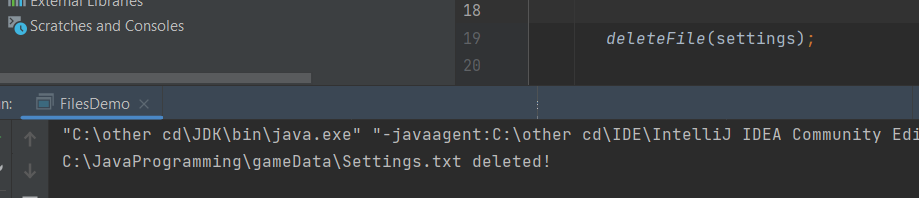 External Libraries
Scratches and Consoles
18
19 deleteFile(settings);
20
n: FilesDemo ×
"C:\other cd\JDK\bin\java.exe" "-javaagent:C:\other cd\IDE\IntelliJ IDEA Community Edi
C:\JavaProgramming\gameData\Settings.txt deleted!